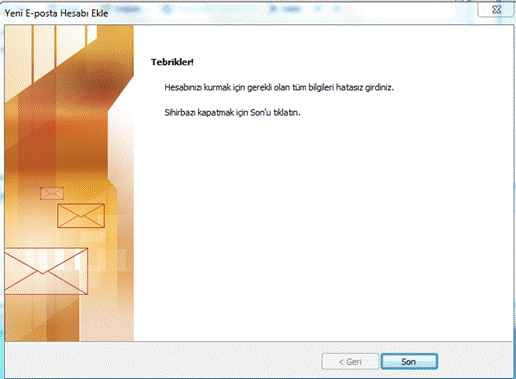 Yeni E-posta Hesabı Ekle
Tebrikler!
Hesabınızı kurmak için gerekli olan tüm bilgileri hatasız girdiniz.
Sihirbazı kapatmak için Son'u tıklatın.
< Geri
Son